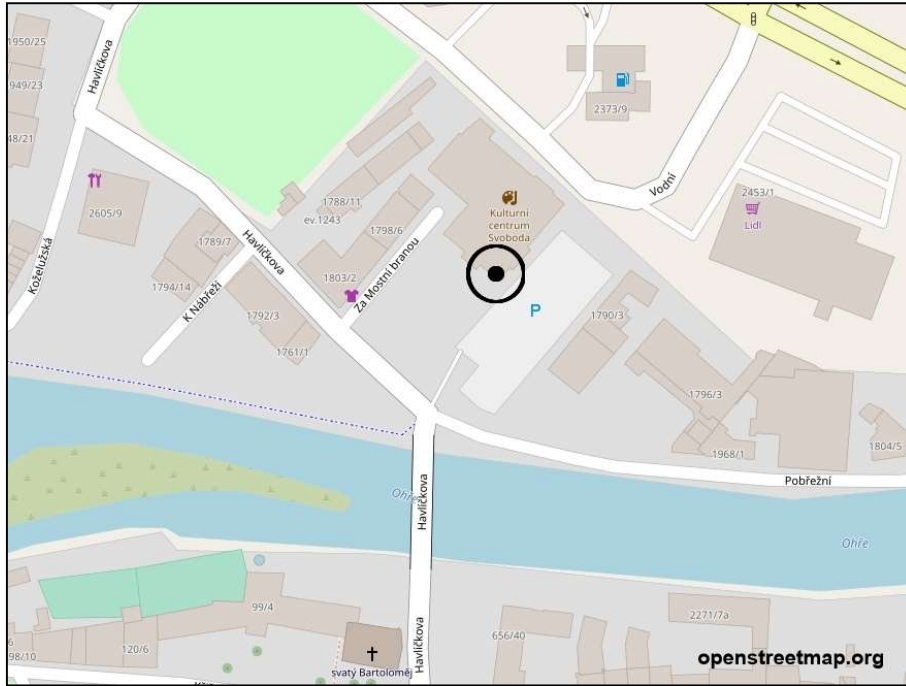 1950/25
949/23
48/21
Havlíčkova
2605/9
Koželužská
1789/7
1794/14
K Nábřeží
1792/3
1761/1
Havlíčkova
ev.1243
1788/11
1798/6
1803/2
Za Mostní branou
Kulturní
centrum
Svoboda
P
2373/9
Vodní
2453/1
Lidl
1790/3
1796/3
1968/1
1804/5
Pobřežní
Ohře
Havlíčkova
Ohře
99/4
120/6
98/10
svatý Bartoloměj
Havlíčkova
656/40
2271/7a
openstreetmap.org